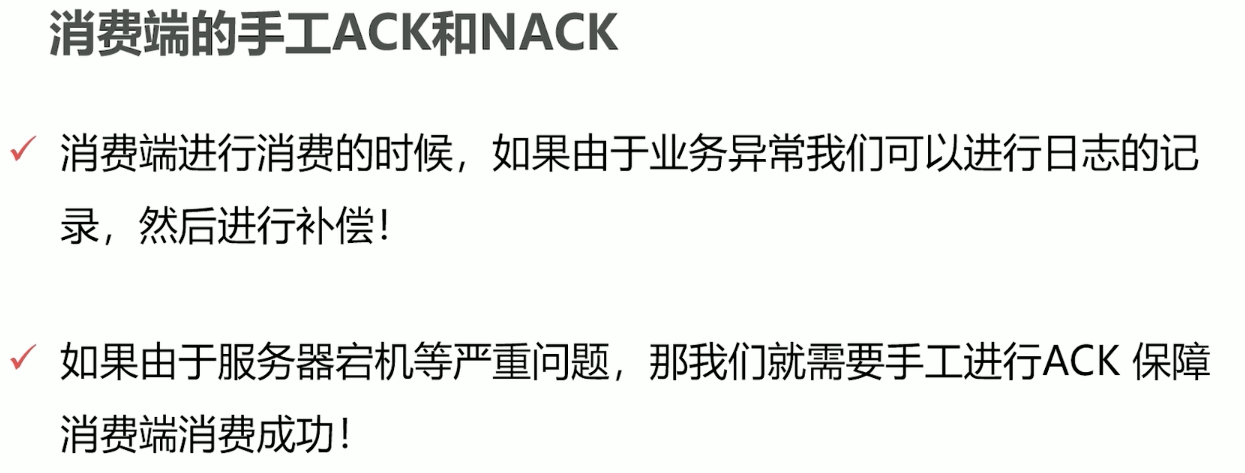 消费端的手工ACK和NACK
消费端进行消费的时候，如果由于业务异常我们可以进行日志的记
录，然后进行补偿！
如果由于服务器宕机等严重问题，那我们就需要手工进行ACK 保障
消费端消费成功！